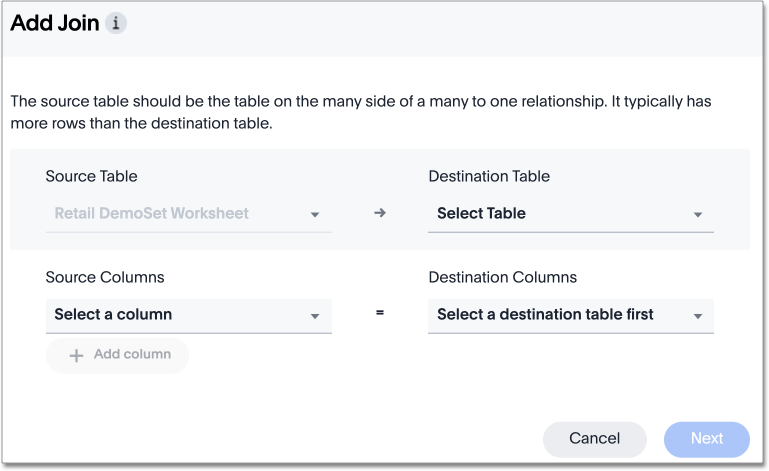 Add Join i
The source table should be the table on the many side of a many to one relationship. It typically has
more rows than the destination table.
Source Table
Destination Table
Retail DemoSet Worksheet
→
Select Table
Source Columns
Destination Columns
Select a column
=
Select a destination table first
+ Add column
Cancel
Next